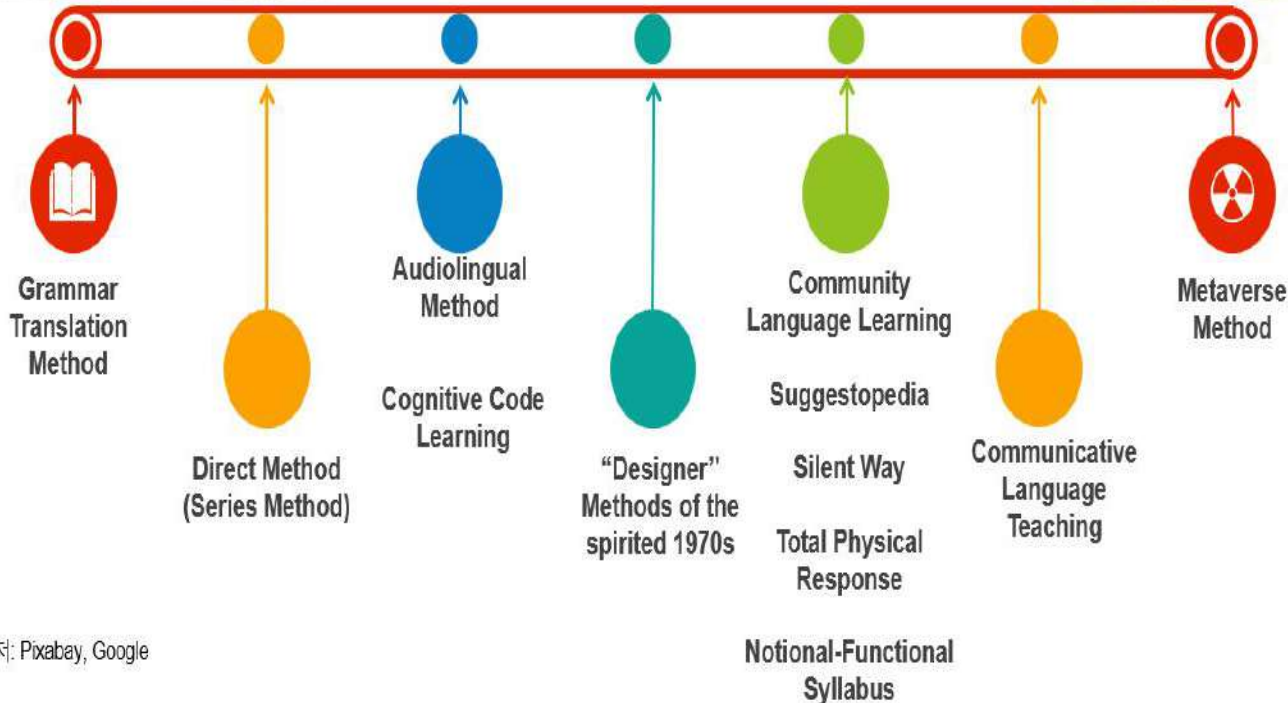 Grammar
Translation
Method
Direct Method
(Series Method)
Audiolingual
Method
Cognitive Code
Learning
“Designer”
Methods of the
spirited 1970s
Community
Language Learning
Suggestopedia
Silent Way
Total Physical
Response
Notional-Functional
Syllabus
Communicative
Language
Teaching
Metaverse
Method
Pixabay, Google